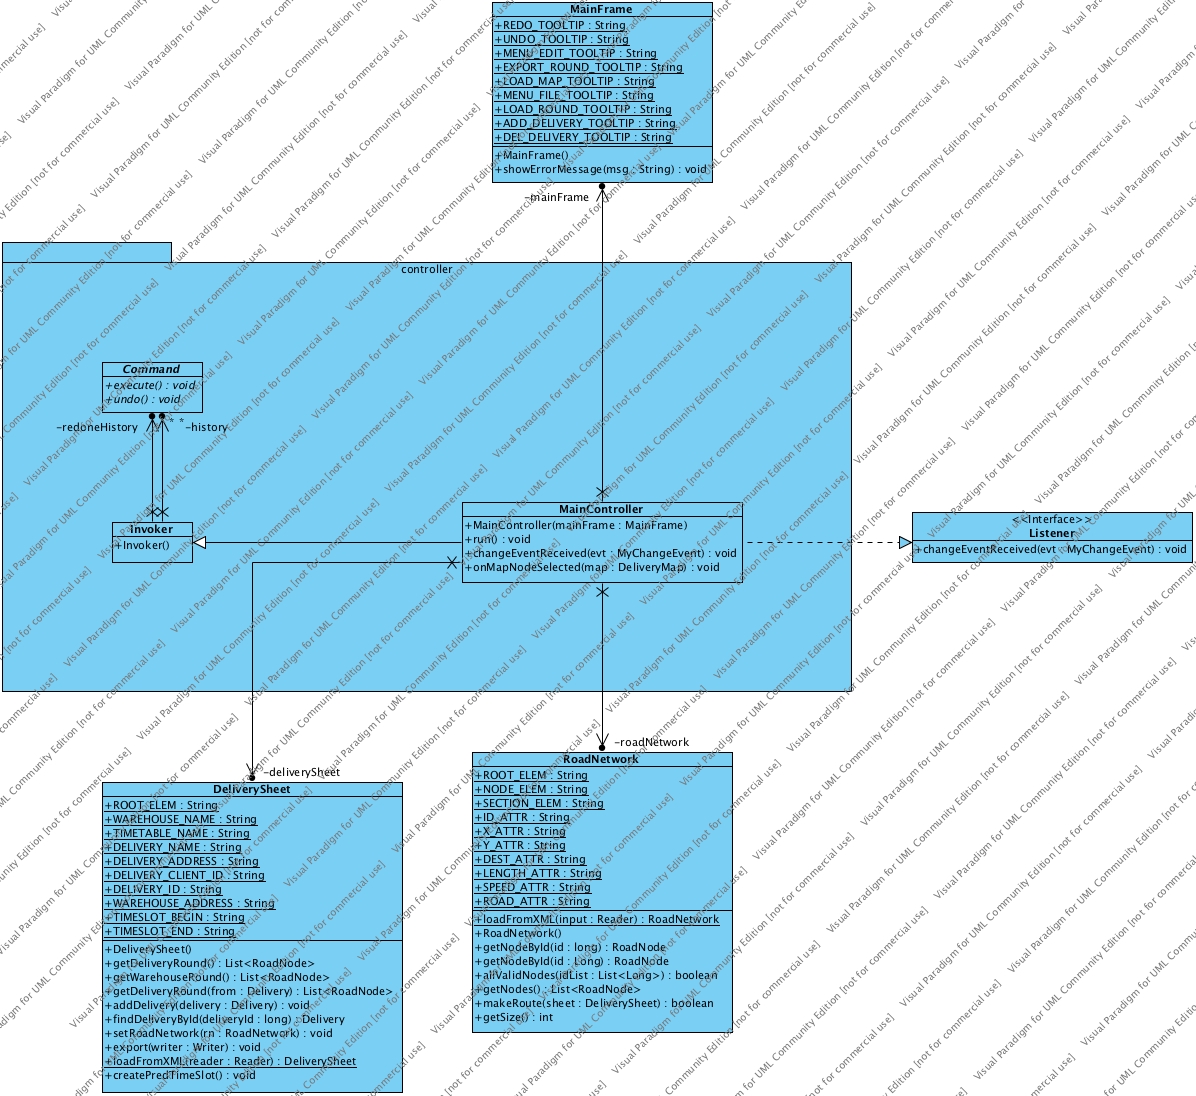 MainFrame
+REDO_TOOLTIP : String
+UNDO_TOOLTIP : String
+MENU_EDIT_TOOLTIP : String
+EXPORT_ROUND_TOOLTIP : String
+LOAD_MAP_TOOLTIP : String
+MENU_FILE_TOOLTIP : String
+LOAD_ROUND_TOOLTIP : String
+ADD_DELIVERY_TOOLTIP : String
+DEL_DELIVERY_TOOLTIP : String
+MainFrame()
+showErrorMessage(msg : String) : void
-mainFrame
controller
Command
+execute() : void
+undo() : void
-redoneHistory
* *
-history
Invoker
+Invoker()
MainController
+MainController(mainFrame : MainFrame)
+run() : void
+changeEventReceived(evt : MyChangeEvent) : void
+onMapNodeSelected(map : DeliveryMap) : void
<<Interface>>
Listener
+changeEventReceived(evt : MyChangeEvent) : void
-deliverySheet
-roadNetwork
DeliverySheet
+ROOT_ELEM : String
+WAREHOUSE_NAME : String
+TIMETABLE_NAME : String
+DELIVERY_NAME : String
+DELIVERY_ADDRESS : String
+DELIVERY_CLIENT_ID : String
+DELIVERY_ID : String
+WAREHOUSE_ADDRESS : String
+TIMESLOT_BEGIN : String
+TIMESLOT_END : String
+DeliverySheet()
+getDeliveryRound() : List<RoadNode>
+getWarehouseRound() : List<RoadNode>
+getDeliveryRound(from : Delivery) : List<RoadNode>
+addDelivery(delivery : Delivery) : void
+findDeliveryById(deliveryId : long) : Delivery
+setRoadNetwork(rn : RoadNetwork) : void
+export(writer : Writer) : void
+loadFromXML(reader : Reader) : DeliverySheet
+createPredTimeSlot() : void
RoadNetwork
+ROOT_ELEM : String
+NODE_ELEM : String
+SECTION_ELEM : String
+ID_ATTR : String
+X_ATTR : String
+Y_ATTR : String
+DEST_ATTR : String
+LENGTH_ATTR : String
+SPEED_ATTR : String
+ROAD_ATTR : String
+loadFromXML(input : Reader) : RoadNetwork
+RoadNetwork()
+getNodeById(id : long) : RoadNode
+getNodeById(id : Long) : RoadNode
+allValidNodes(idList : List<Long>) : boolean
+getNodes() : List<RoadNode>
+makeRoute(sheet : DeliverySheet) : boolean
+getSize() : int
Visual Paradigm for UML Community Edition [not for commercial use]